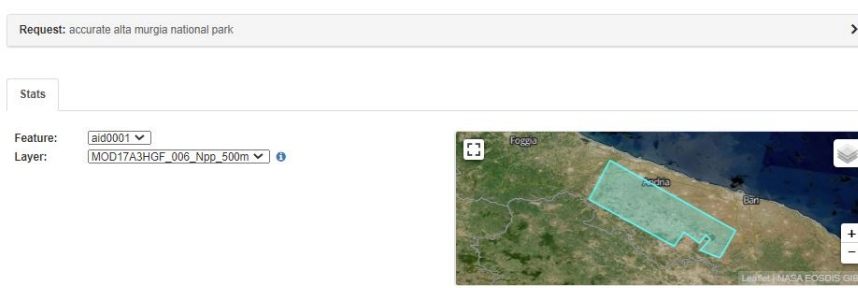 Request: accurate alta murgia national park
Stats
Feature: aid0001
Layer: MOD17A3HGF_006_Npp_500m
Foggia
Andria
Bari
+
−
Leaflet | NASA EOSDIS GIB